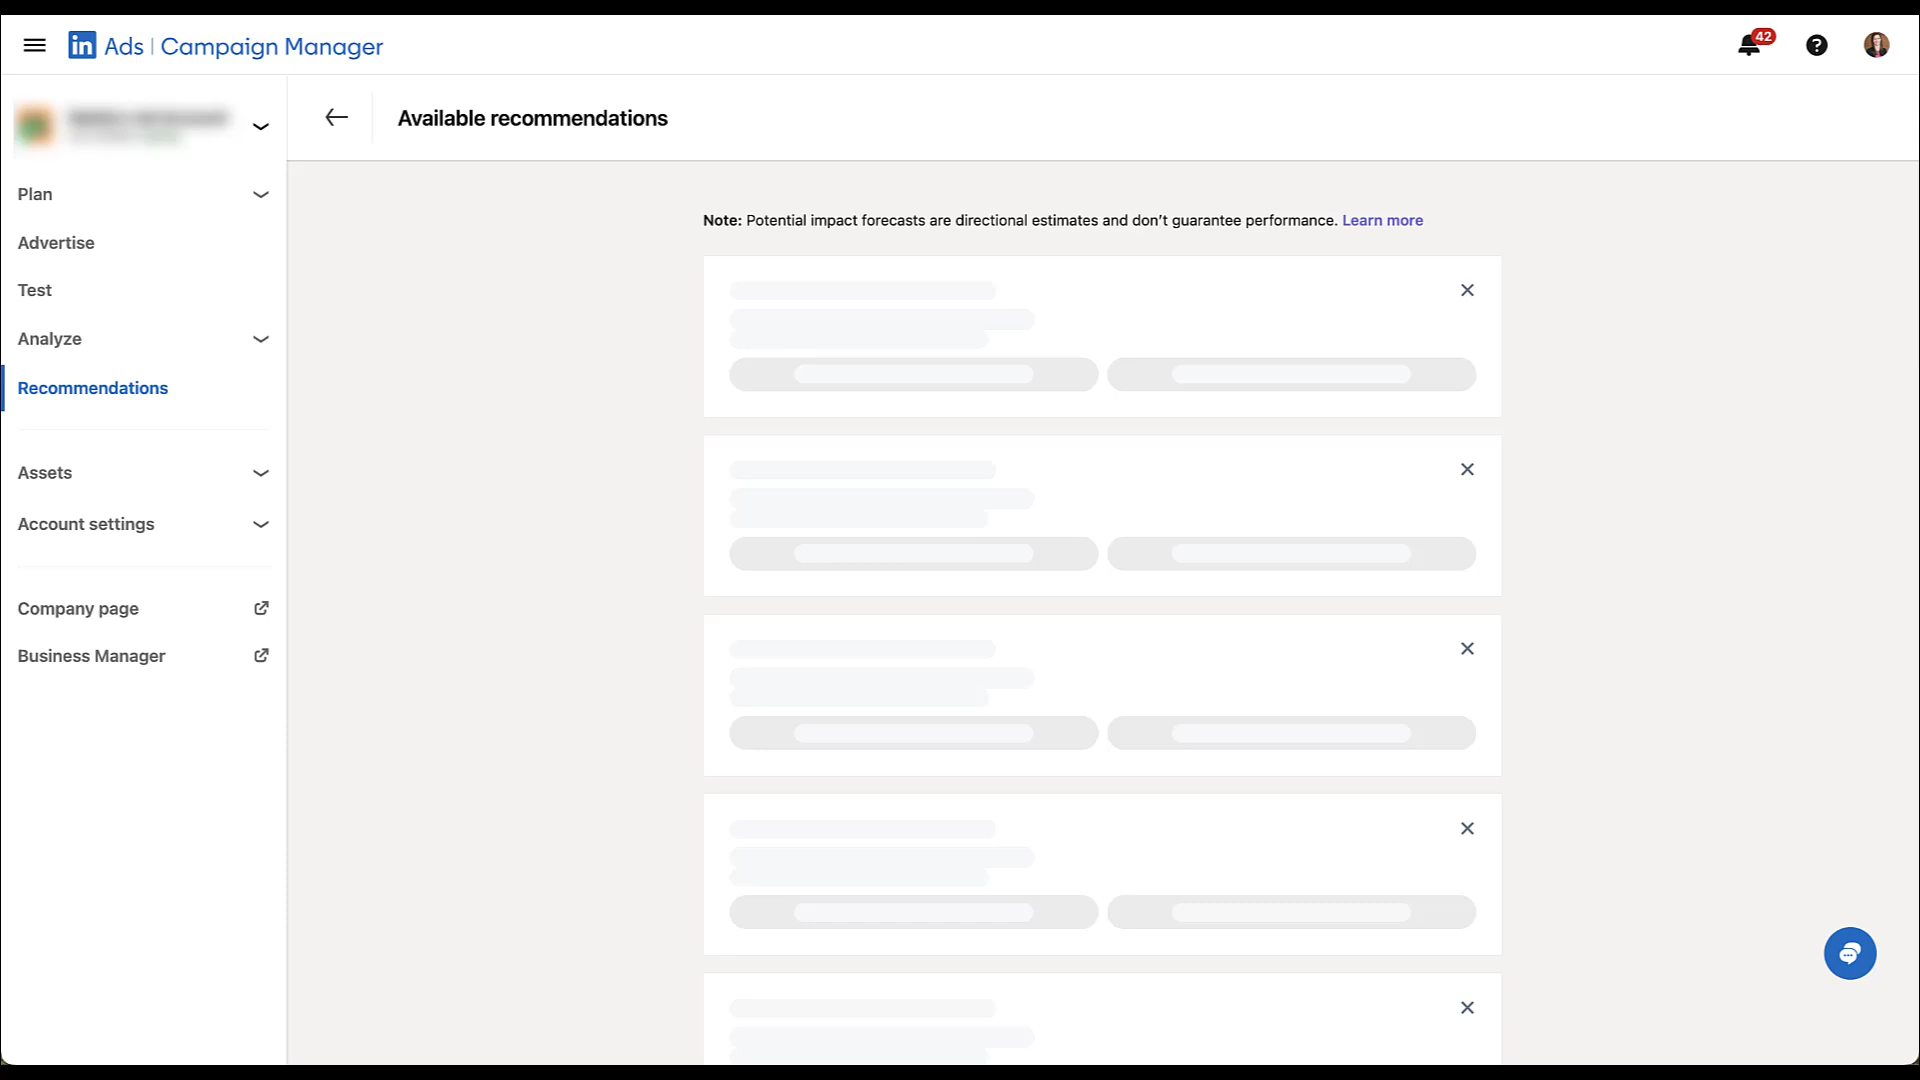 in Ads | Campaign Manager
42
Plan
Advertise
Test
Analyze
Recommendations
Assets
Account settings
Company page
Business Manager
Available recommendations
Note: Potential impact forecasts are directional estimates and don’t guarantee performance. Learn more